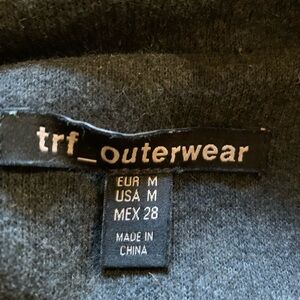 trf_outerwear
EUR M
USA M
MEX 28
MADE IN
CHINA